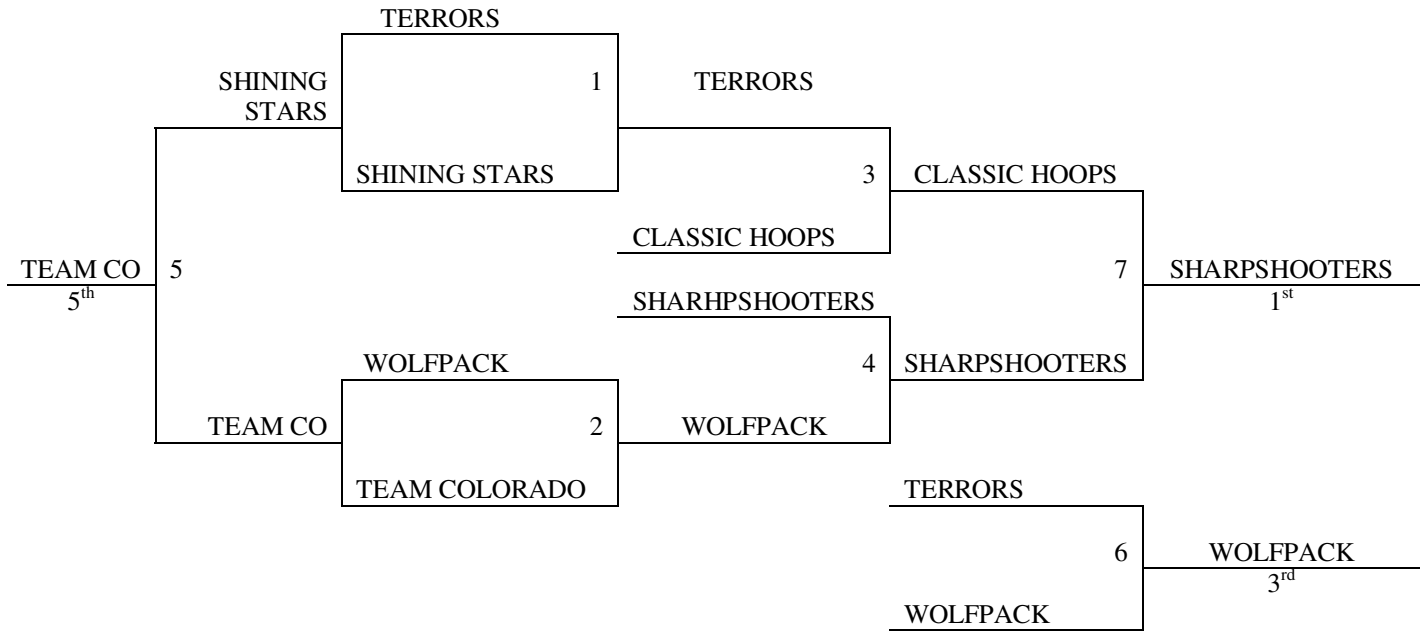 TERRORS
SHINING
STARS
1
TERRORS
SHINING STARS
3
CLASSIC HOOPS
CLASSIC HOOPS
TEAM CO
5
5th
7
SHARPSHOOTERS
1st
SHARHPSHOOTERS
WOLFPACK
4
SHARPSHOOTERS
TEAM CO
2
WOLFPACK
TEAM COLORADO
TERRORS
6
WOLFPACK
3rd
WOLFPACK